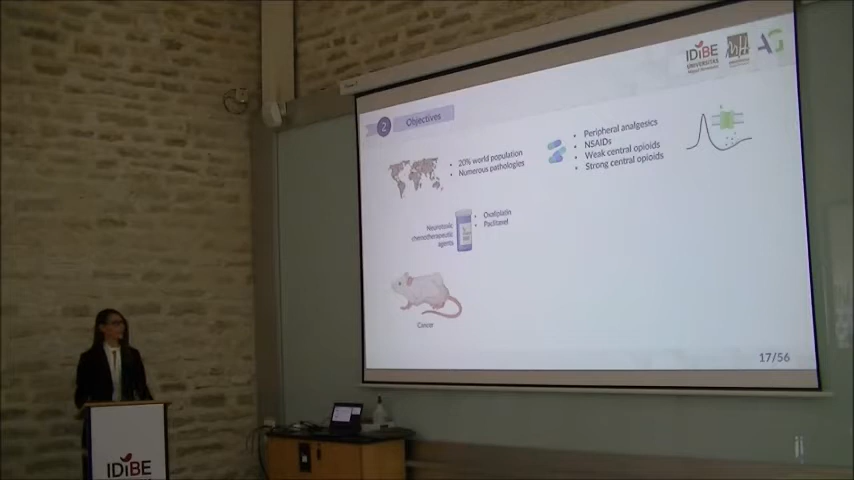 2
Objectives
IDiBE
UNIVERSITAS
• 20% world population
• Numerous pathologies
• Peripheral analgesics
• NSAIDs
• Weak central opioids
• Strong central opioids
Neurotoxic
chemotherapeutic
agents
• Oxaliplatin
• Paclitaxel
Cancer
17/56
IDiBE